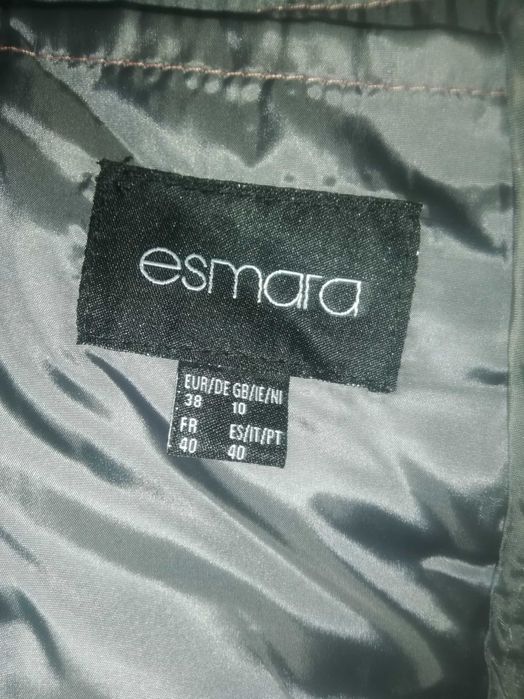 esmara
EUR/DE GB/IE/NI
38 10
FR ES/IT/PT
40 40